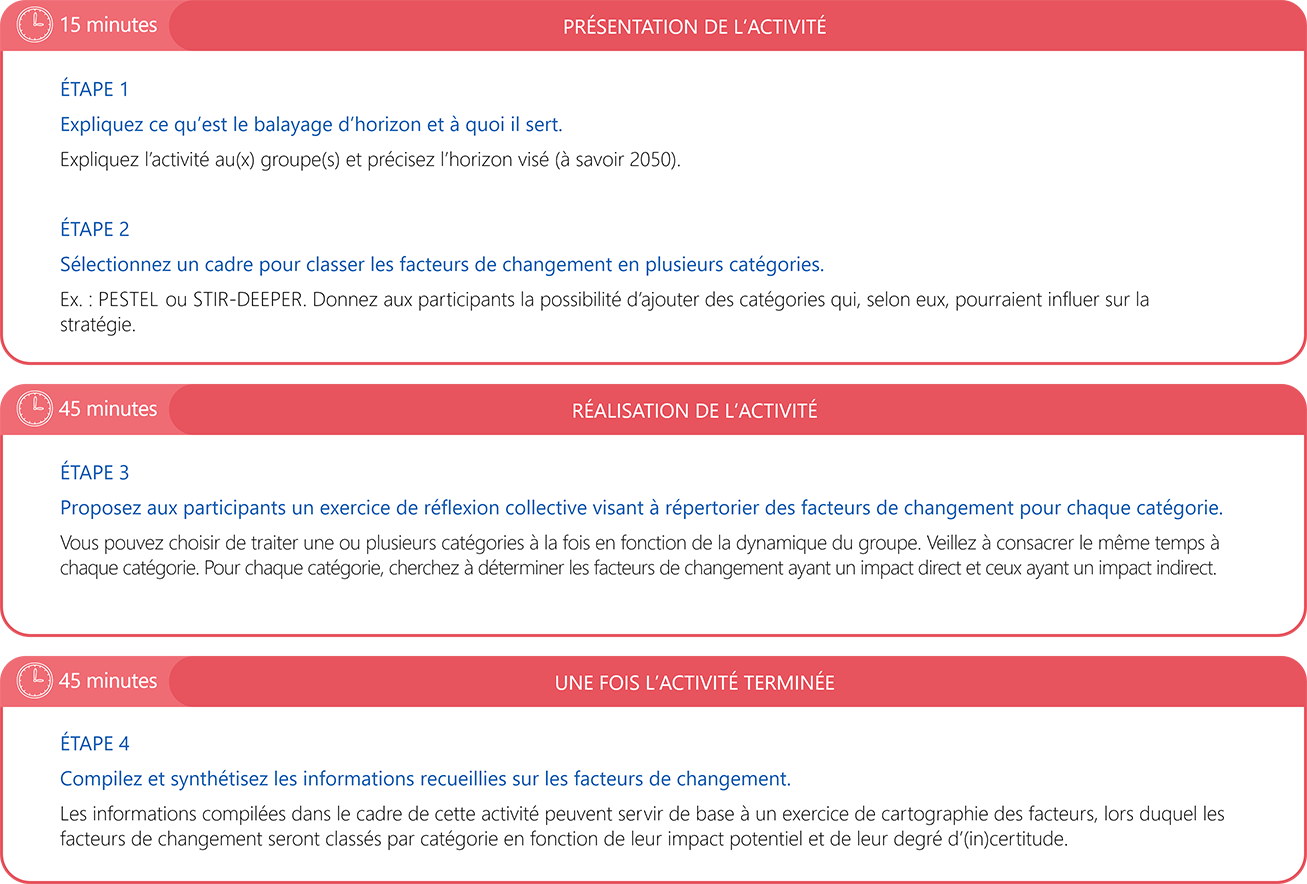 15 minutes
PRÉSENTATION DE L’ACTIVITÉ
ÉTAPE 1
Expliquez ce qu’est le balayage d’horizon et à quoi il sert.
Expliquez l’activité au(x) groupe(s) et précisez l’horizon visé (à savoir 2050).
ÉTAPE 2
Sélectionnez un cadre pour classer les facteurs de changement en plusieurs catégories.
Ex. : PESTEL ou STIR-DEEPER. Donnez aux participants la possibilité d’ajouter des catégories qui, selon eux, pourraient influer sur la
stratégie.
45 minutes
RÉALISATION DE L’ACTIVITÉ
ÉTAPE 3
Proposez aux participants un exercice de réflexion collective visant à répertorier des facteurs de changement pour chaque catégorie.
Vous pouvez choisir de traiter une ou plusieurs catégories à la fois en fonction de la dynamique du groupe. Veillez à consacrer le même temps à
chaque catégorie. Pour chaque catégorie, cherchez à déterminer les facteurs de changement ayant un impact direct et ceux ayant un impact indirect.
45 minutes
UNE FOIS L’ACTIVITÉ TERMINÉE
ÉTAPE 4
Compilez et synthétisez les informations recueillies sur les facteurs de changement.
Les informations compilées dans le cadre de cette activité peuvent servir de base à un exercice de cartographie des facteurs, lors duquel les
facteurs de changement seront classés par catégorie en fonction de leur impact potentiel et de leur degré d’(in)certitude.